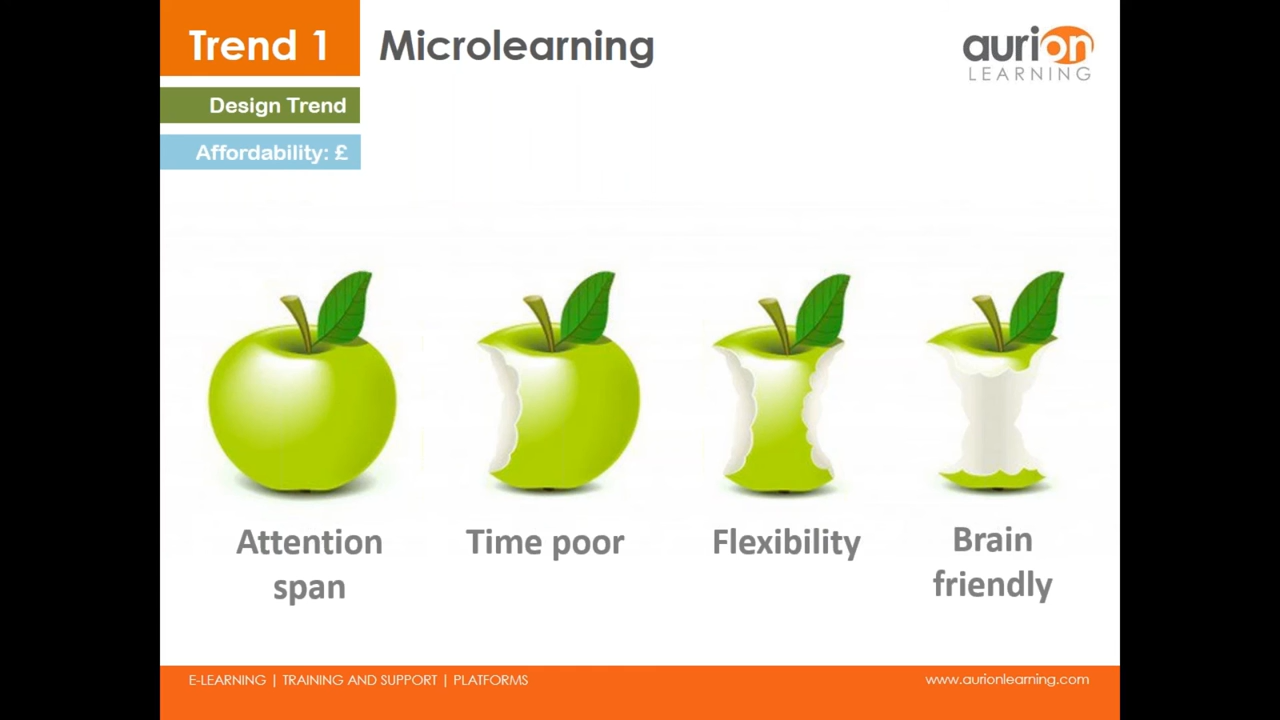 Trend 1
Microlearning
aurion
LEARNING
Design Trend
Affordability: £
Attention
span
Time poor
Flexibility
Brain
friendly
E-LEARNING | TRAINING AND SUPPORT | PLATFORMS
www.aurionlearning.com